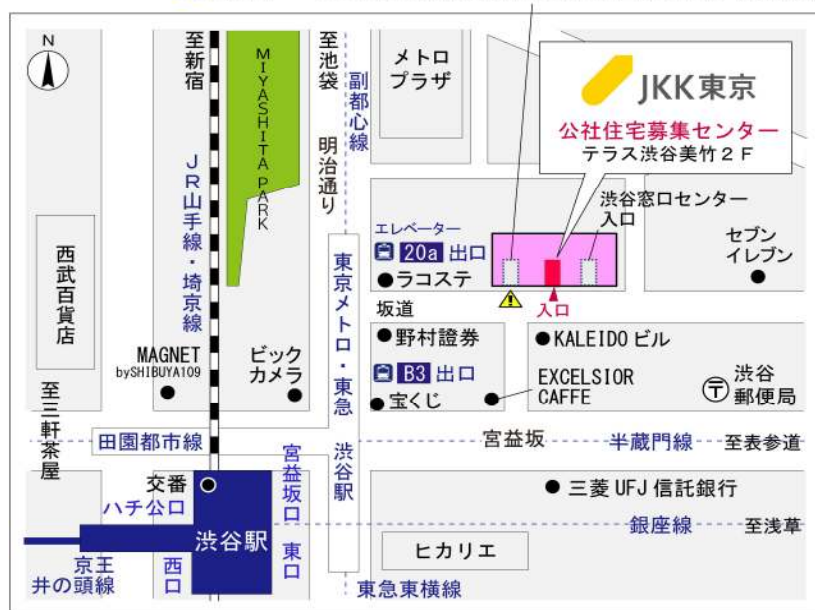 N
至新宿
MIYASHITA PARK
至池袋
明治通り
副都心線
メトロ
プラザ
JKK東京
公社住宅募集センター
テラス渋谷美竹2F
JR山手線・埼京線
西武百貨店
エレベーター
20a 出口
ラコステ
渋谷窓口センター
入口
セブン
イレブン
入口
坂道
東京メトロ・東急 渋谷駅
MAGNET
bySHIBUYA109
ビック
カメラ
野村證券
B3 出口
宝くじ
KALEIDO ビル
EXCELSIOR
CAFFE
〒 渋谷
郵便局
至三軒茶屋
田園都市線
宮益坂
半蔵門線
至表参道
交番
ハチ公口
宮益坂口
三菱 UFJ 信託銀行
渋谷駅
銀座線
至浅草
京王
井の頭線
西口
東口
ヒカリエ
東急東横線